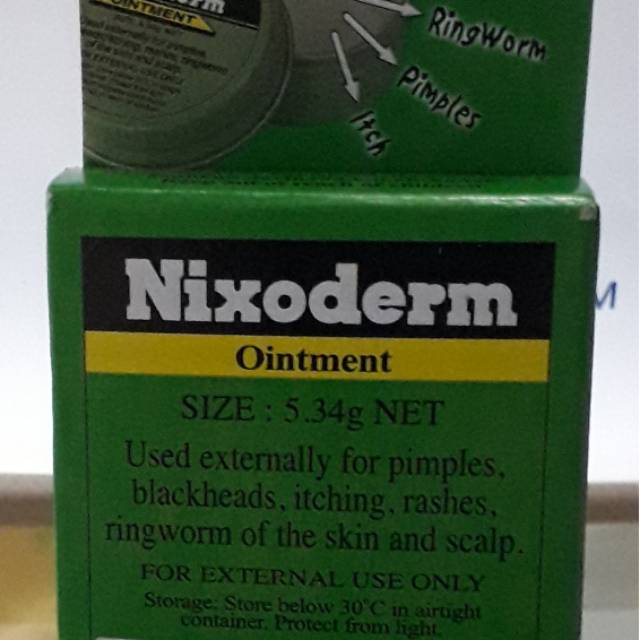 OINTMENT
RingWorm
Pimples
Itch
Nixoderm
Ointment
SIZE : 5.34g NET
Used externally for pimples,
blackheads, itching, rashes,
ringworm of the skin and scalp.
FOR EXTERNAL USE ONLY
Storage: Store below 30°C in airtight
container. Protect from light.
M